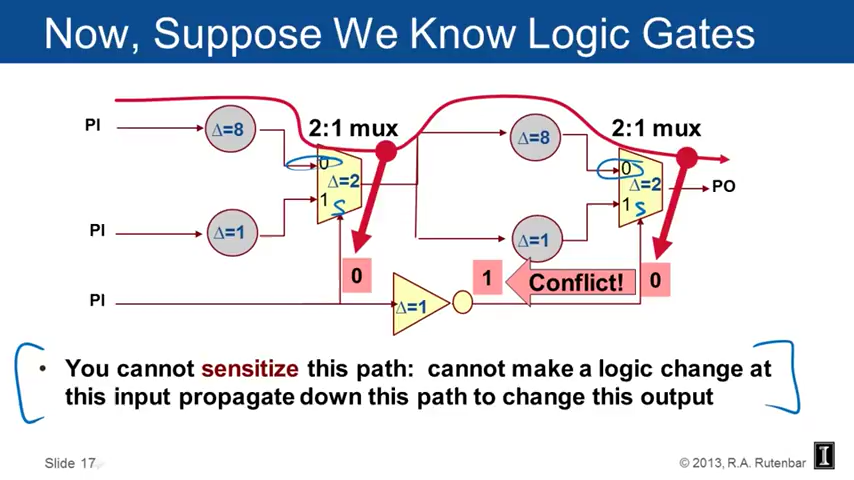 Now, Suppose We Know Logic Gates
PI
Δ=8
2:1 mux
0
Δ=2
1
S
Δ=8
2:1 mux
0
Δ=2
1
S
PO
PI
Δ=1
Δ=1
0
1
Conflict!
0
PI
Δ=1
• You cannot sensitize this path: cannot make a logic change at
this input propagate down this path to change this output
Slide 17
© 2013, R.A. Rutenbar
I